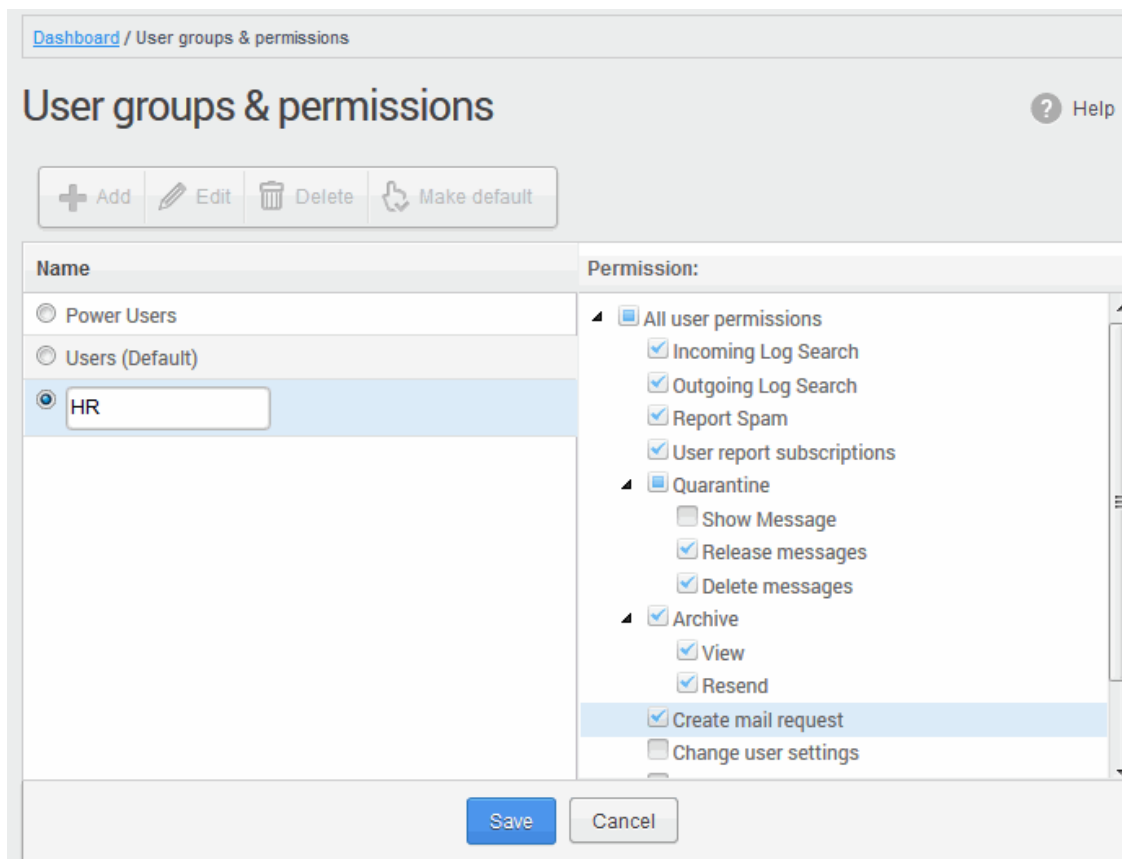 Dashboard / User groups & permissions
User groups & permissions
? Help
Add Edit Delete Make default
Name
Permission:
Power Users
Users (Default)
HR
All user permissions
Incoming Log Search
Outgoing Log Search
Report Spam
User report subscriptions
Quarantine
Show Message
Release messages
Delete messages
Archive
View
Resend
Create mail request
Change user settings
Save
Cancel